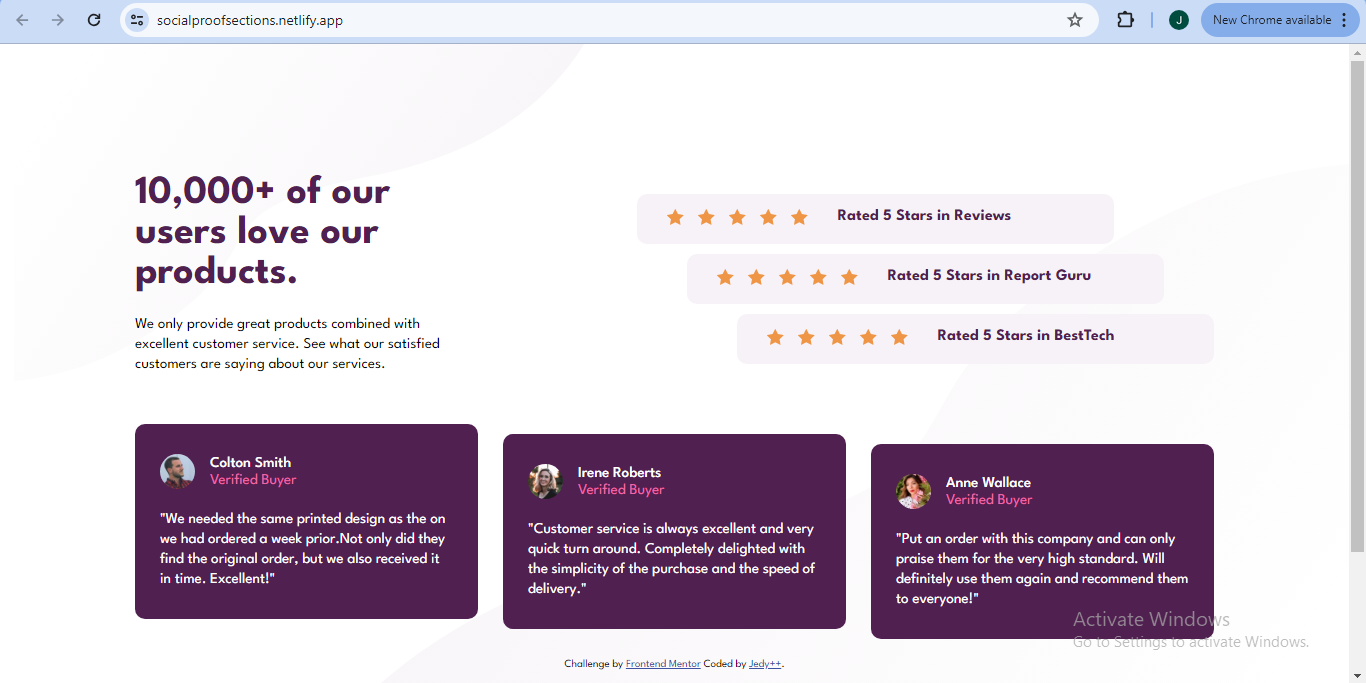 socialproofsections.netlify.app
J
New Chrome available
10,000+ of our
users love our
products.
We only provide great products combined with
excellent customer service. See what our satisfied
customers are saying about our services.
Rated 5 Stars in Reviews
Rated 5 Stars in Report Guru
Rated 5 Stars in BestTech
Colton Smith
Verified Buyer
"We needed the same printed design as the on
we had ordered a week prior.Not only did they
find the original order, but we also received it
in time. Excellent!"
Irene Roberts
Verified Buyer
"Customer service is always excellent and very
quick turn around. Completely delighted with
the simplicity of the purchase and the speed of
delivery."
Anne Wallace
Verified Buyer
"Put an order with this company and can only
praise them for the very high standard. Will
definitely use them again and recommend them
to everyone!"
Activate Windows
Go to Settings to activate Windows.
Challenge by Frontend Mentor Coded by Jedy++.